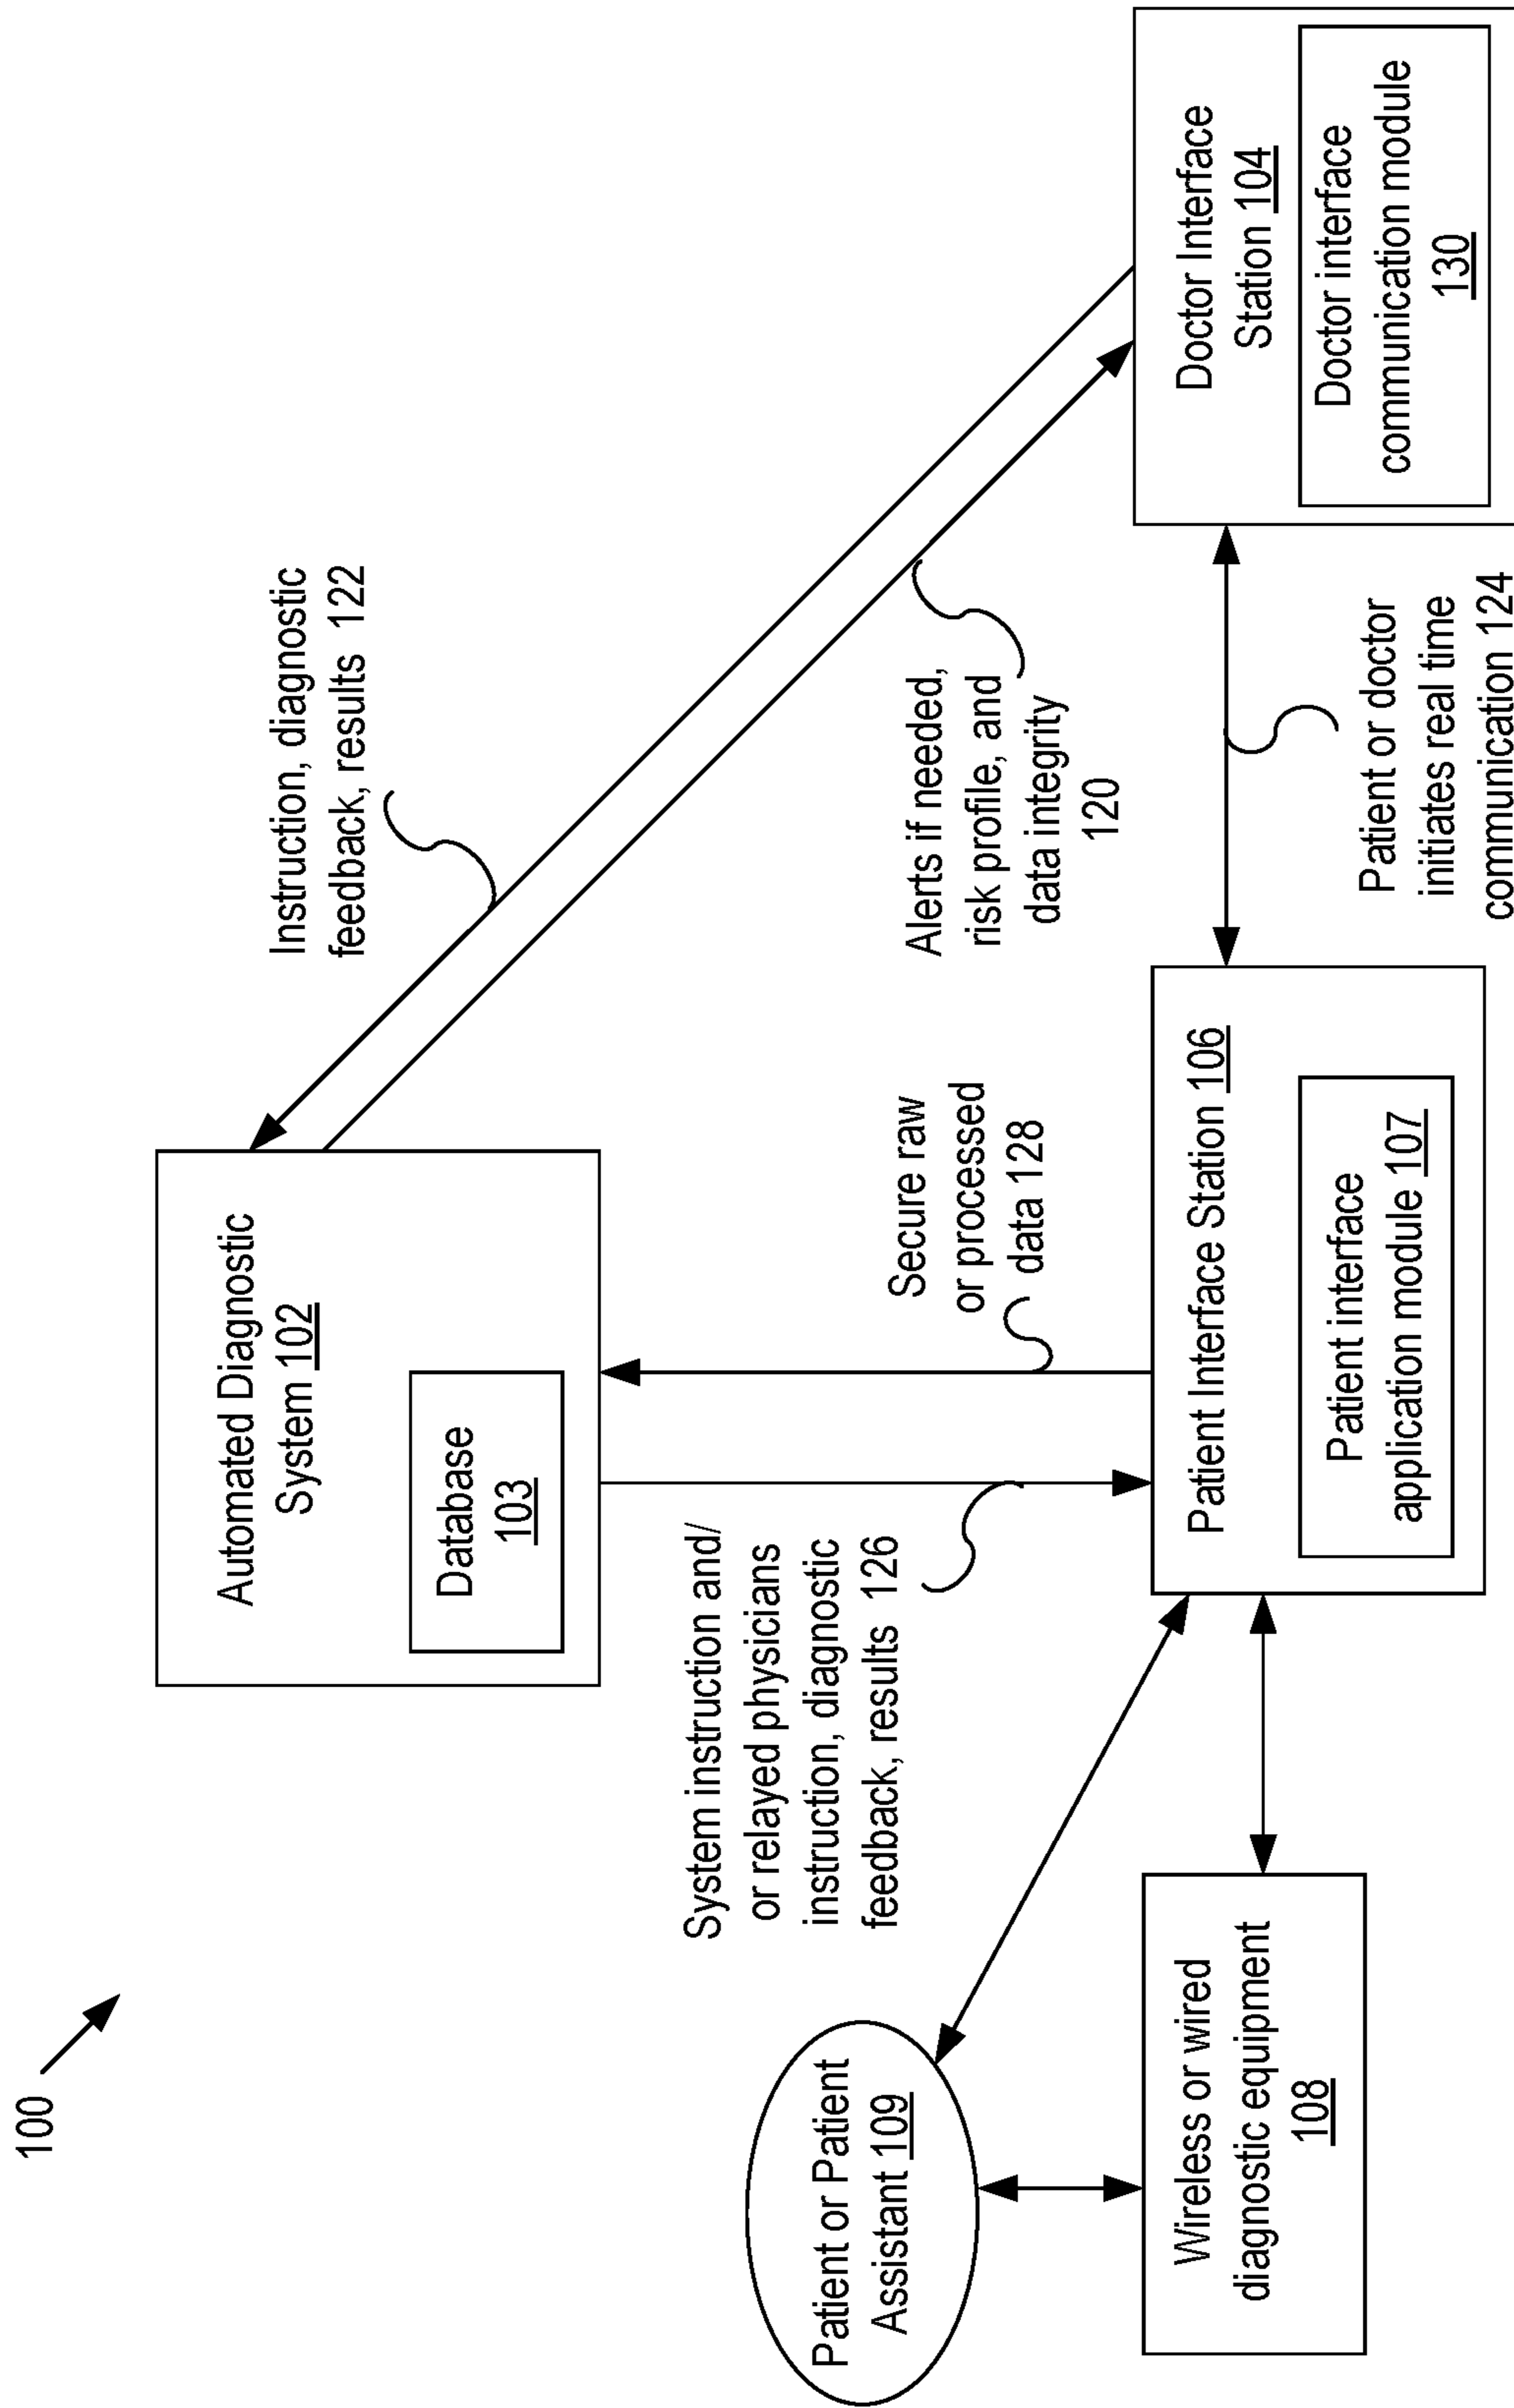 100
Automated Diagnostic
System 102
Database
103
Instruction, diagnostic
feedback, results 122
Alerts if needed,
risk profile, and
data integrity
120
System instruction and/
or relayed physicians
instruction, diagnostic
feedback, results 126
Secure raw
or processed
data 128
Patient or Patient
Assistant 109
Wireless or wired
diagnostic equipment
108
Patient Interface Station 106
Patient interface
application module 107
Patient or doctor
initiates real time
communication 124
Doctor Interface
Station 104
Doctor interface
communication module
130